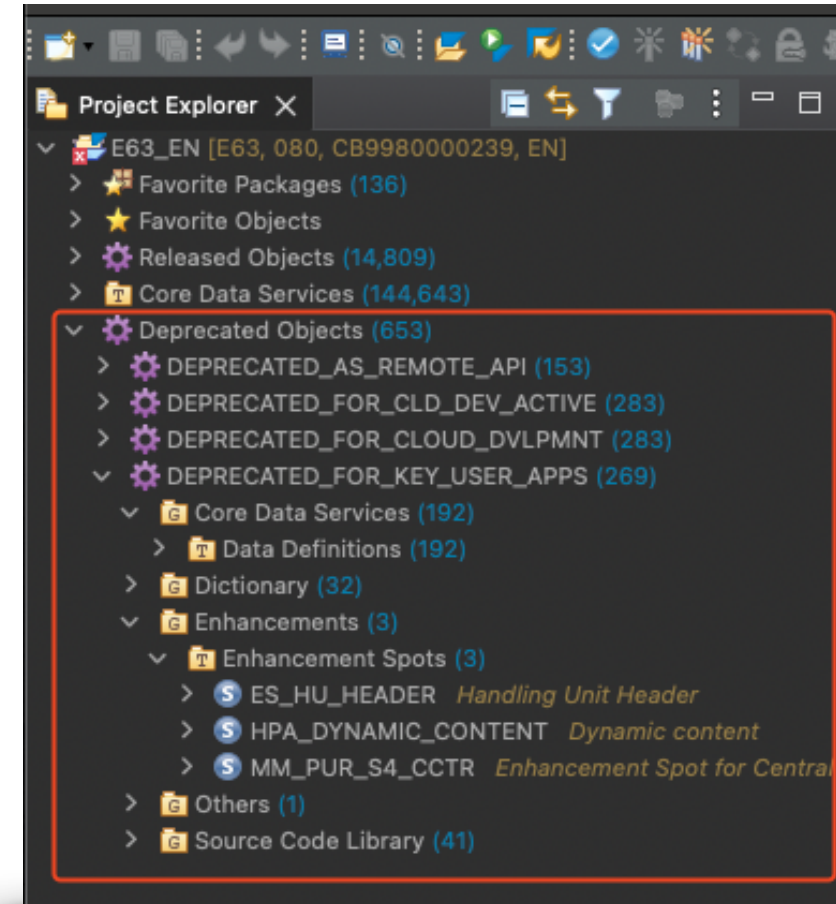 Project Explorer
E63_EN [E63, 080, CB9980000239, EN]
Favorite Packages (136)
Favorite Objects
Released Objects (14,809)
Core Data Services (144,643)
Deprecated Objects (653)
DEPRECATED_AS_REMOTE_API (153)
DEPRECATED_FOR_CLD_DEV_ACTIVE (283)
DEPRECATED_FOR_CLOUD_DVLPMNT (283)
DEPRECATED_FOR_KEY_USER_APPS (269)
G Core Data Services (192)
T Data Definitions (192)
G Dictionary (32)
G Enhancements (3)
T Enhancement Spots (3)
S ES_HU_HEADER Handling Unit Header
S HPA_DYNAMIC_CONTENT Dynamic content
S MM_PUR_S4_CCTR Enhancement Spot for Central
G Others (1)
G Source Code Library (41)